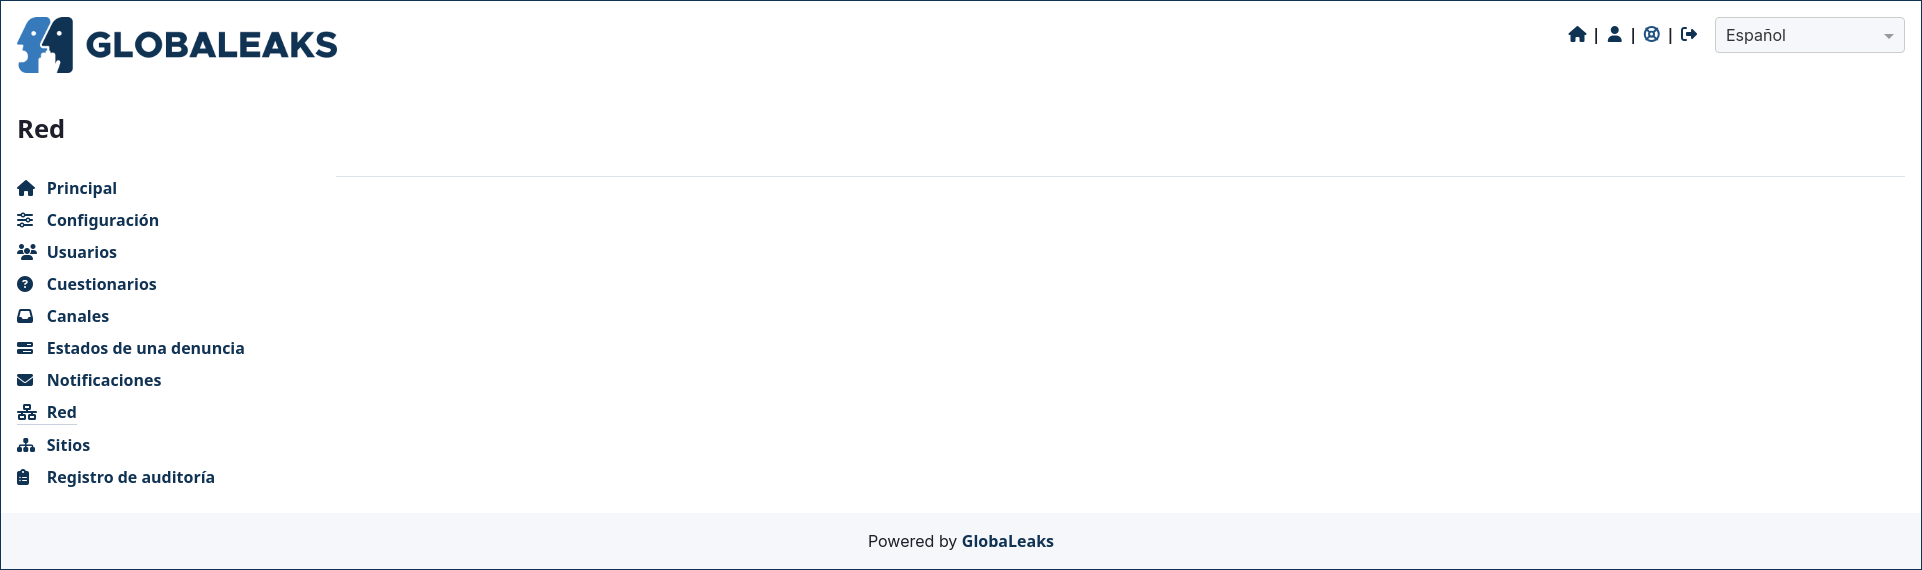 GLOBALEAKS
| | |
Español
Red
Principal
Configuración
Usuarios
Cuestionarios
Canales
Estados de una denuncia
Notificaciones
Red
Sitios
Registro de auditoría
Powered by GlobaLeaks